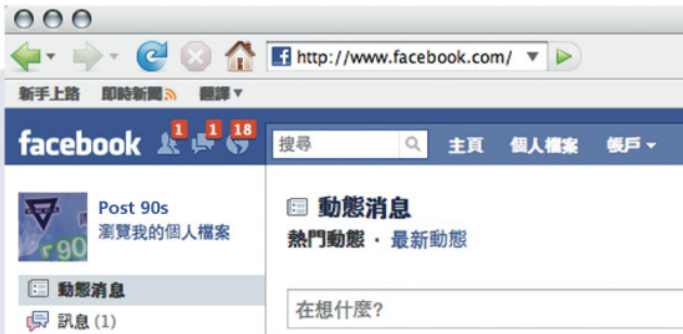 http://www.facebook.com/
新手上路 即時新聞 翻譯
facebook 1 1 18 搜尋 主頁 個人檔案 帳戶
Post 90s
瀏覽我的個人檔案
r90
動態消息
訊息 (1)
動態消息
熱門動態 · 最新動態
在想什麼?